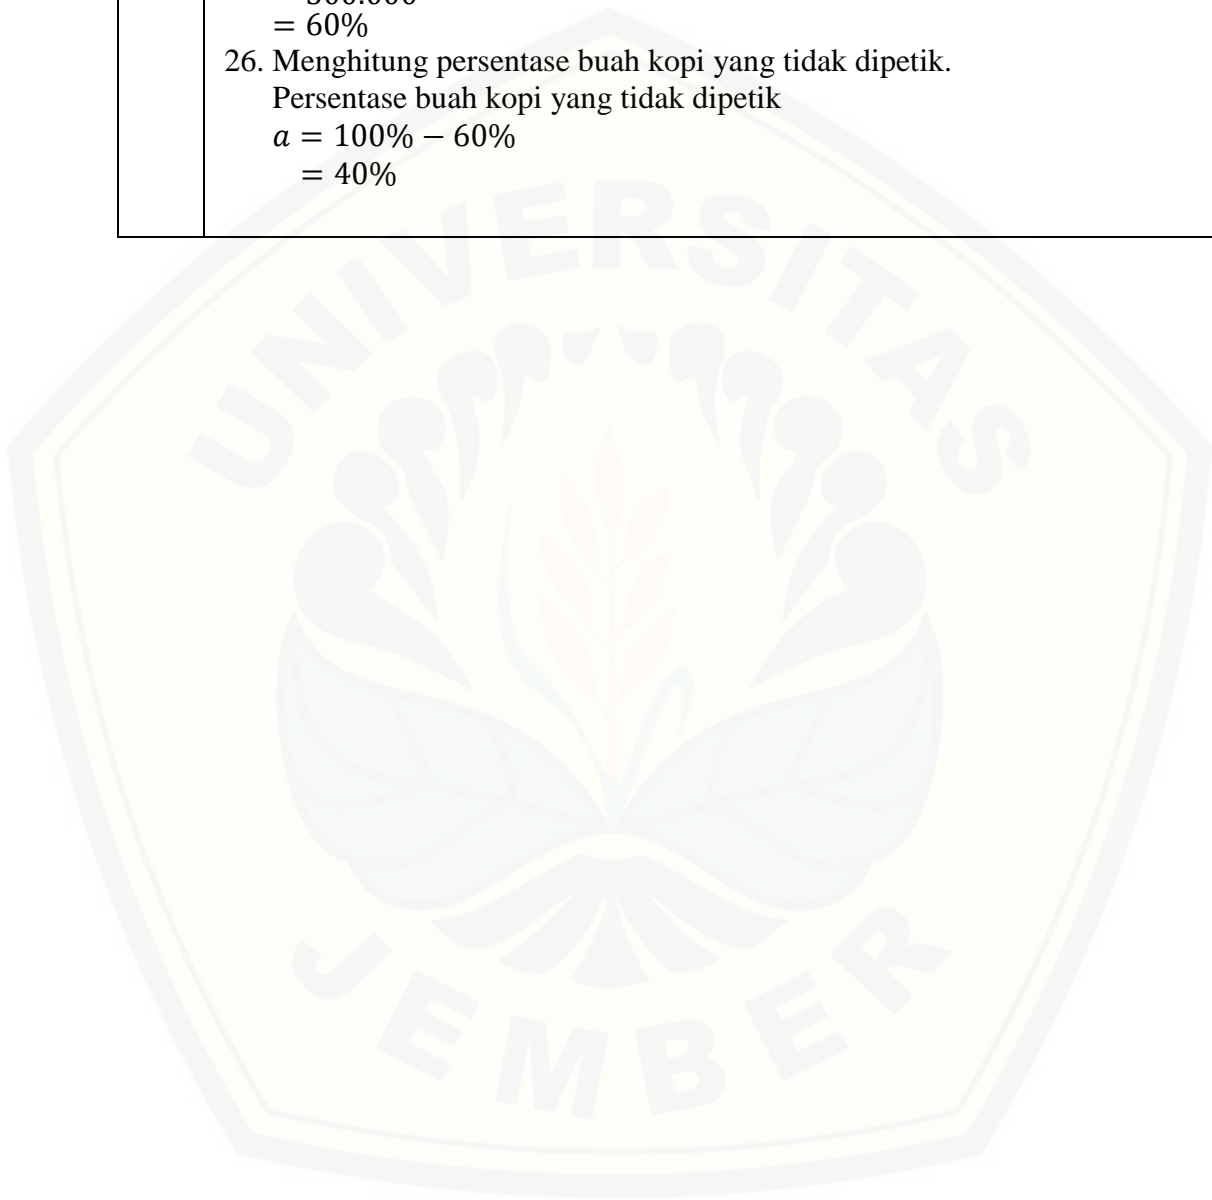 = 60%
26. Menghitung persentase buah kopi yang tidak dipetik.
Persentase buah kopi yang tidak dipetik
𝑎 = 100% − 60%
= 40%
UNIVERSITAS
JEMBER